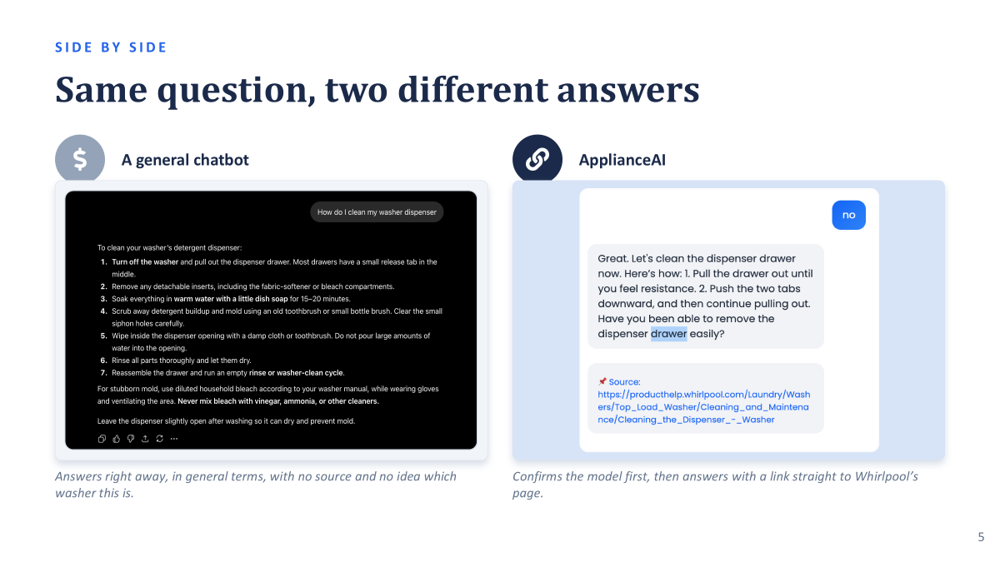 SIDE BY SIDE
Same question, two different answers
$
A general chatbot
How do I clean my washer dispenser
To clean your washer's detergent dispenser:
1. Turn off the washer and pull out the dispenser drawer. Most drawers have a small release tab in the
middle.
2. Remove any detachable inserts, including the fabric-softener or bleach compartments.
3. Soak everything in warm water with a little dish soap for 15–20 minutes.
4. Scrub away detergent buildup and mold using an old toothbrush or small bottle brush. Clear the small
siphon holes carefully.
5. Wipe inside the dispenser opening with a damp cloth or toothbrush. Do not pour large amounts of
water into the opening.
6. Rinse all parts thoroughly and let them dry.
7. Reassemble the drawer and run an empty rinse or washer-clean cycle.
For stubborn mold, use diluted household bleach according to your washer manual, while wearing gloves
and ventilating the area. Never mix bleach with vinegar, ammonia, or other cleaners.
Leave the dispenser slightly open after washing so it can dry and prevent mold.
Answers right away, in general terms, with no source and no idea which
washer this is.
ApplianceAI
no
Great. Let's clean the dispenser drawer
now. Here's how: 1. Pull the drawer out until
you feel resistance. 2. Push the two tabs
downward, and then continue pulling out.
Have you been able to remove the
dispenser drawer easily?
📌 Source:
https://producthelp.whirlpool.com/Laundry/Wash
ers/Top_Load_Washer/Cleaning_and_Maintena
nce/Cleaning_the_Dispenser_-_Washer
Confirms the model first, then answers with a link straight to Whirlpool’s
page.
5